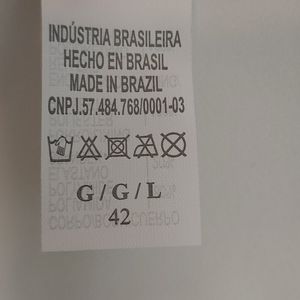 INDÚSTRIA BRASILEIRA
HECHO EN BRASIL
MADE IN BRAZIL
CNPJ.57.484.768/0001-03
G / G / L
42